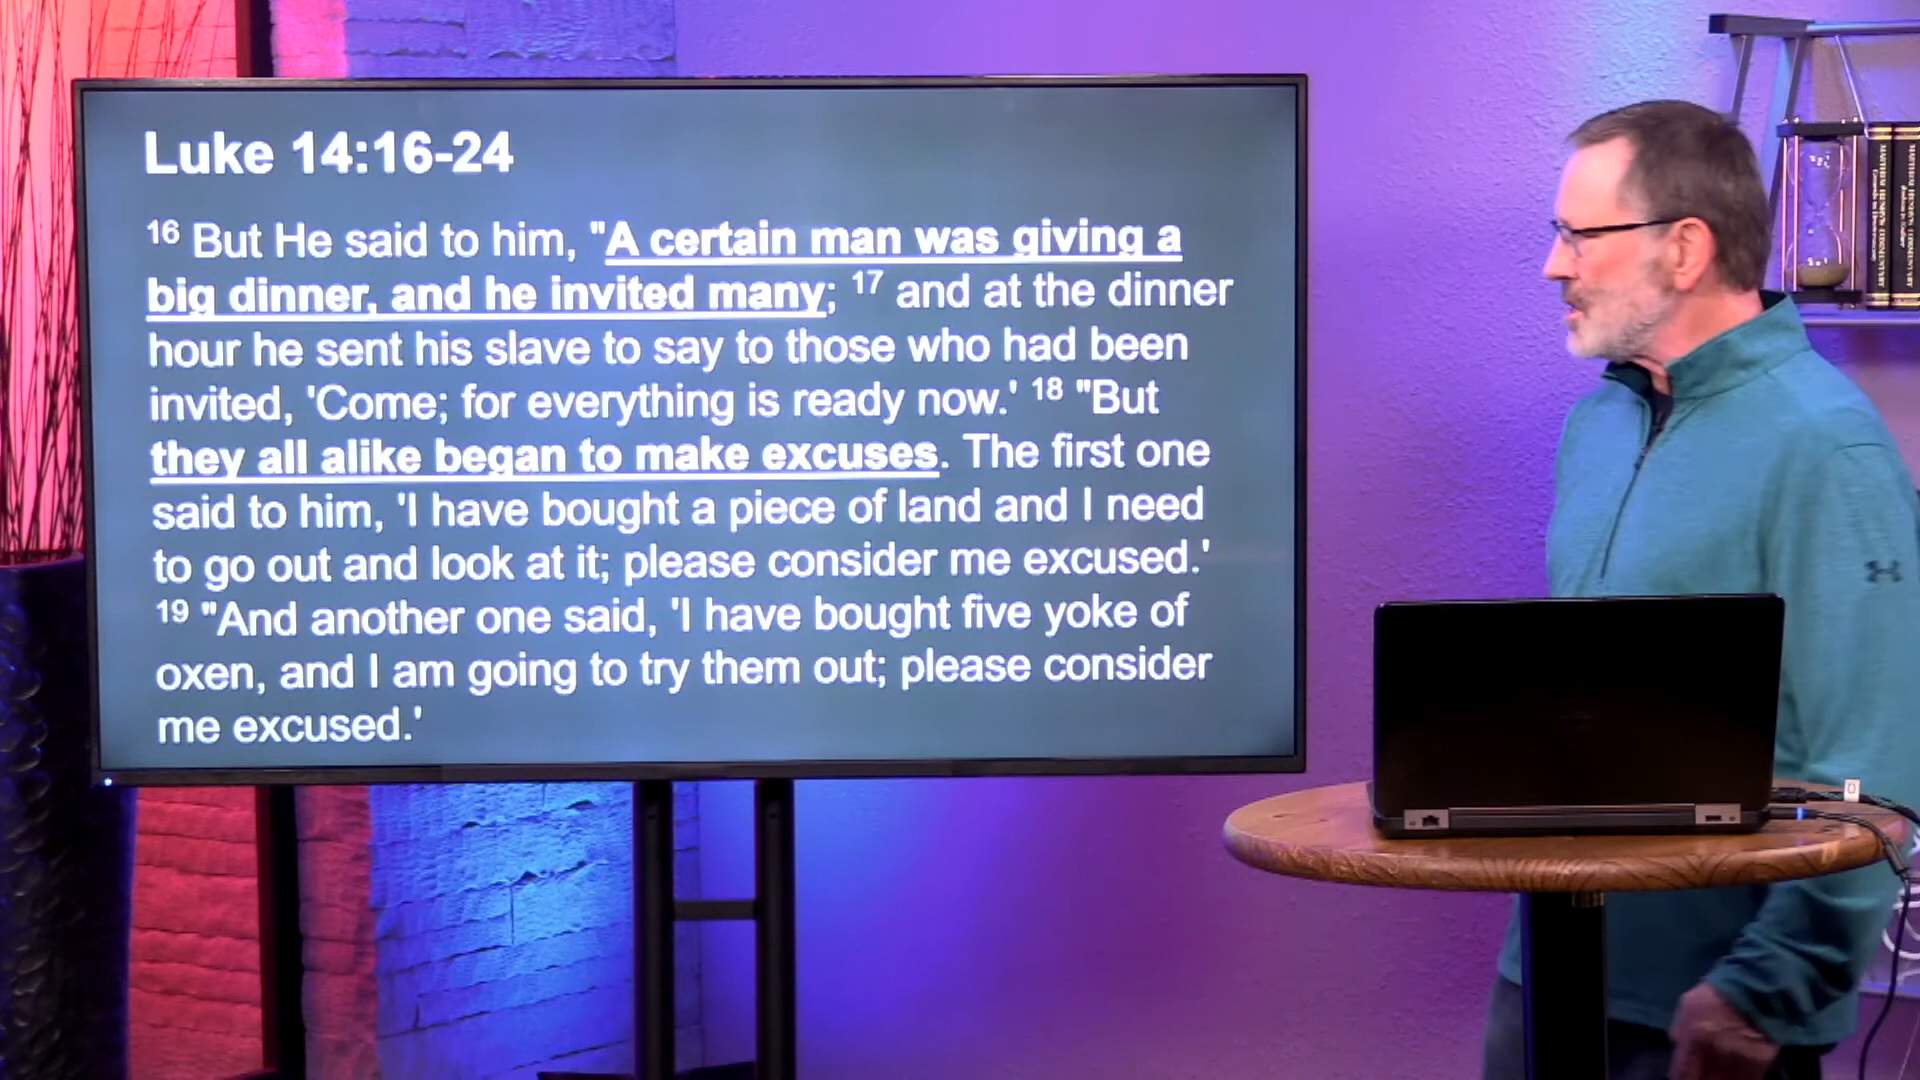 Luke 14:16-24
16 But He said to him, "A certain man was giving a
big dinner, and he invited many; 17 and at the dinner
hour he sent his slave to say to those who had been
invited, 'Come; for everything is ready now.' 18 "But
they all alike began to make excuses. The first one
said to him, 'I have bought a piece of land and I need
to go out and look at it; please consider me excused.'
19 "And another one said, 'I have bought five yoke of
oxen, and I am going to try them out; please consider
me excused.'